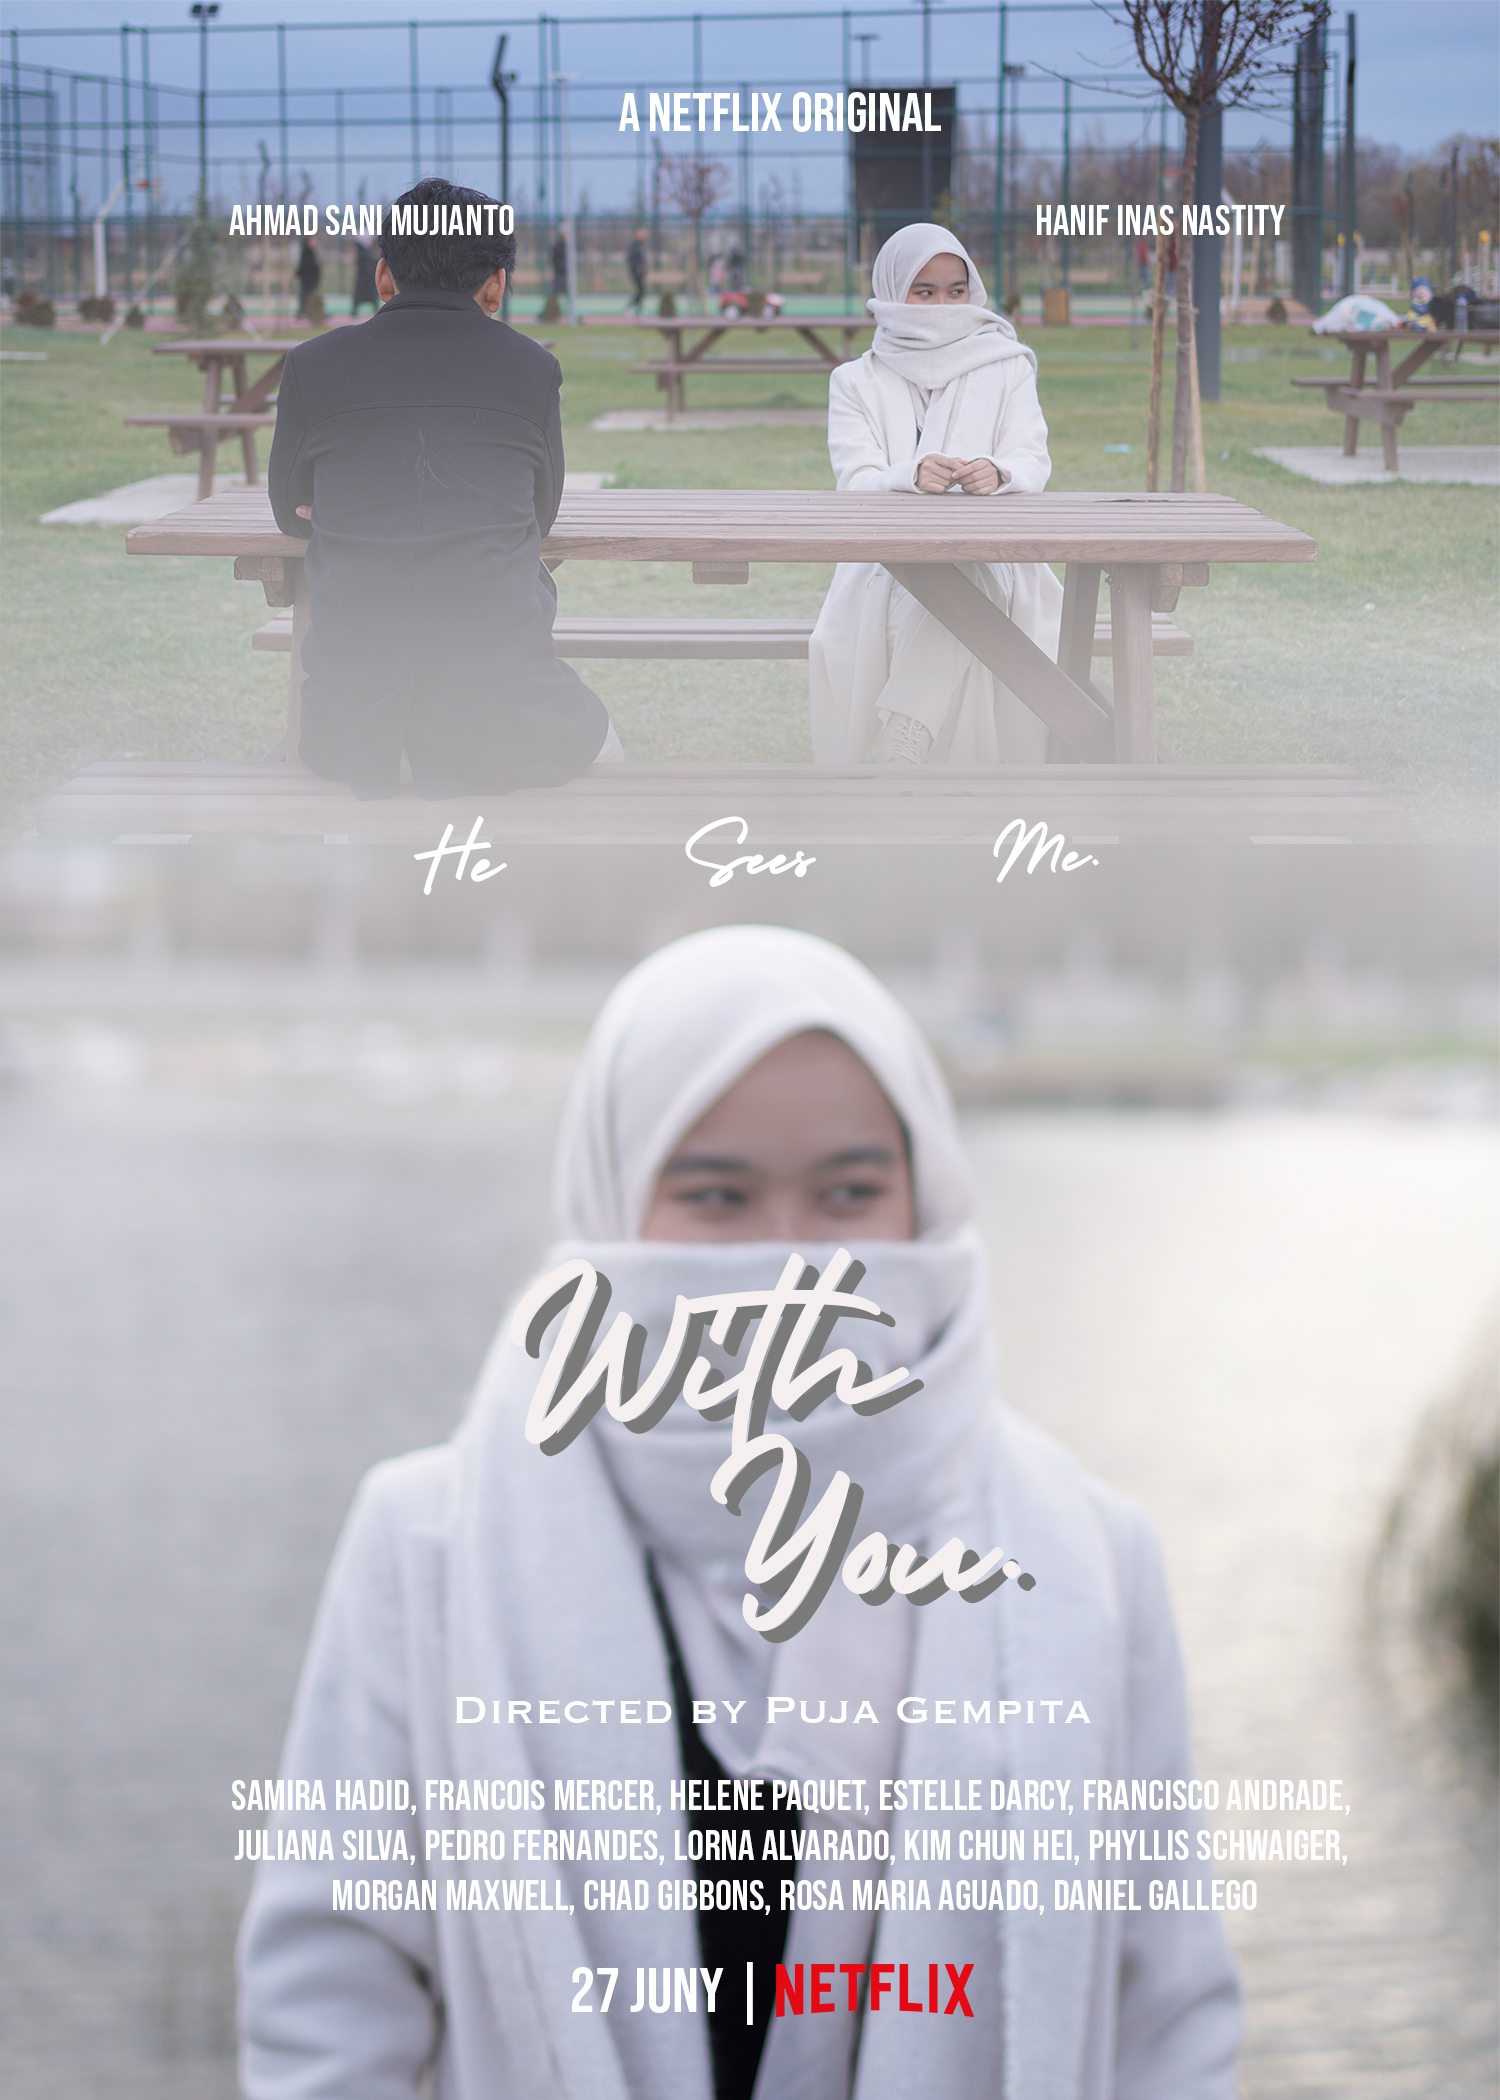 A NETFLIX ORIGINAL
AHMAD SANI MUJIANTO
HANIF INAS NASTITY
He Sees Me.
With
You.
DIRECTED BY PUJA GEMPITA
SAMIRA HADID, FRANCOIS MERCER, HELENE PAQUET, ESTELLE DARCY, FRANCISCO ANDRADE,
JULIANA SILVA, PEDRO FERNANDES, LORNA ALVARADO, KIM CHUN HEI, PHYLLIS SCHWAIGER,
MORGAN MAXWELL, CHAD GIBBONS, ROSA MARIA AGUADO, DANIEL GALLEGO
27 JUNY | NETFLIX